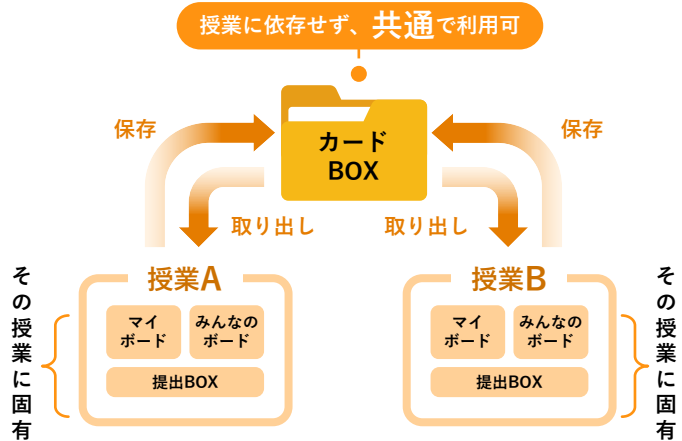 授業に依存せず、共通で利用可
カード
BOX
保存
保存
取り出し
取り出し
授業A
授業B
その授業に固有
マイ
ボード
みんなの
ボード
提出BOX
マイ
ボード
みんなの
ボード
提出BOX
その授業に固有